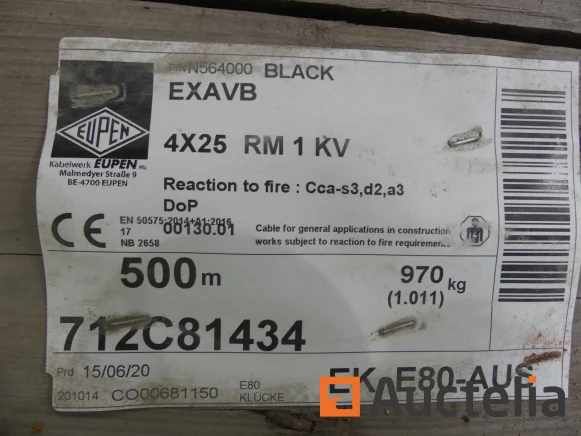 P/N N564000 BLACK
EXAVB
EUPEN
Kabelwerk EUPEN AG
Malmedyer Straße 9
BE-4700 EUPEN
4X25 RM 1 KV
Reaction to fire : Cca-s3,d2,a3
DoP
00130.01
CE
EN 50575:2014+A1:2016
17
NB 2658
Cable for general applications in construction
works subject to reaction to fire requirements
500 m
970 kg
(1.011)
712C81434
Prd 15/06/20
201014 CO00681150
E80
KLÜCKE
EK E80-AUS
Auctelia